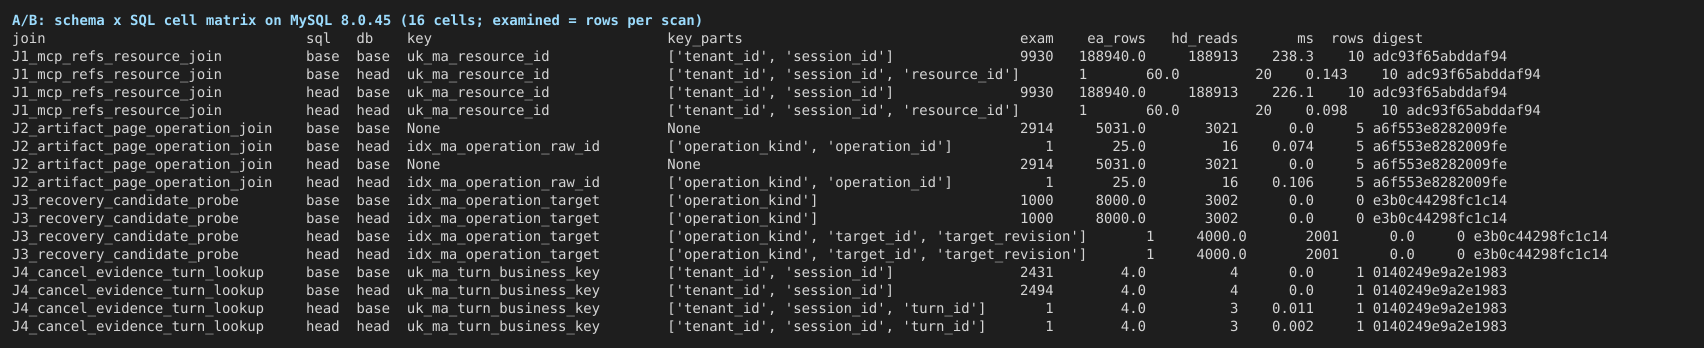 A/B: schema x SQL cell matrix on MySQL 8.0.45 (16 cells; examined = rows per scan)
join sql db key key_parts exam ea_rows hd_reads ms rows digest
J1_mcp_refs_resource_join base base uk_ma_resource_id ['tenant_id', 'session_id'] 9930 188940.0 188913 238.3 10 adc93f65abddaf94
J1_mcp_refs_resource_join base head uk_ma_resource_id ['tenant_id', 'session_id', 'resource_id'] 1 60.0 20 0.143 10 adc93f65abddaf94
J1_mcp_refs_resource_join head base uk_ma_resource_id ['tenant_id', 'session_id'] 9930 188940.0 188913 226.1 10 adc93f65abddaf94
J1_mcp_refs_resource_join head head uk_ma_resource_id ['tenant_id', 'session_id', 'resource_id'] 1 60.0 20 0.098 10 adc93f65abddaf94
J2_artifact_page_operation_join base base None None 2914 5031.0 3021 0.0 5 a6f553e8282009fe
J2_artifact_page_operation_join base head idx_ma_operation_raw_id ['operation_kind', 'operation_id'] 1 25.0 16 0.074 5 a6f553e8282009fe
J2_artifact_page_operation_join head base None None 2914 5031.0 3021 0.0 5 a6f553e8282009fe
J2_artifact_page_operation_join head head idx_ma_operation_raw_id ['operation_kind', 'operation_id'] 1 25.0 16 0.106 5 a6f553e8282009fe
J3_recovery_candidate_probe base base idx_ma_operation_target ['operation_kind'] 1000 8000.0 3002 0.0 0 e3b0c44298fc1c14
J3_recovery_candidate_probe base head idx_ma_operation_target ['operation_kind'] 1000 8000.0 3002 0.0 0 e3b0c44298fc1c14
J3_recovery_candidate_probe head base idx_ma_operation_target ['operation_kind', 'target_id', 'target_revision'] 1 4000.0 2001 0.0 0 e3b0c44298fc1c14
J3_recovery_candidate_probe head head idx_ma_operation_target ['operation_kind', 'target_id', 'target_revision'] 1 4000.0 2001 0.0 0 e3b0c44298fc1c14
J4_cancel_evidence_turn_lookup base base uk_ma_turn_business_key ['tenant_id', 'session_id'] 2431 4.0 4 0.0 1 0140249e9a2e1983
J4_cancel_evidence_turn_lookup base head uk_ma_turn_business_key ['tenant_id', 'session_id'] 2494 4.0 4 0.0 1 0140249e9a2e1983
J4_cancel_evidence_turn_lookup head base uk_ma_turn_business_key ['tenant_id', 'session_id', 'turn_id'] 1 4.0 3 0.011 1 0140249e9a2e1983
J4_cancel_evidence_turn_lookup head head uk_ma_turn_business_key ['tenant_id', 'session_id', 'turn_id'] 1 4.0 3 0.002 1 0140249e9a2e1983